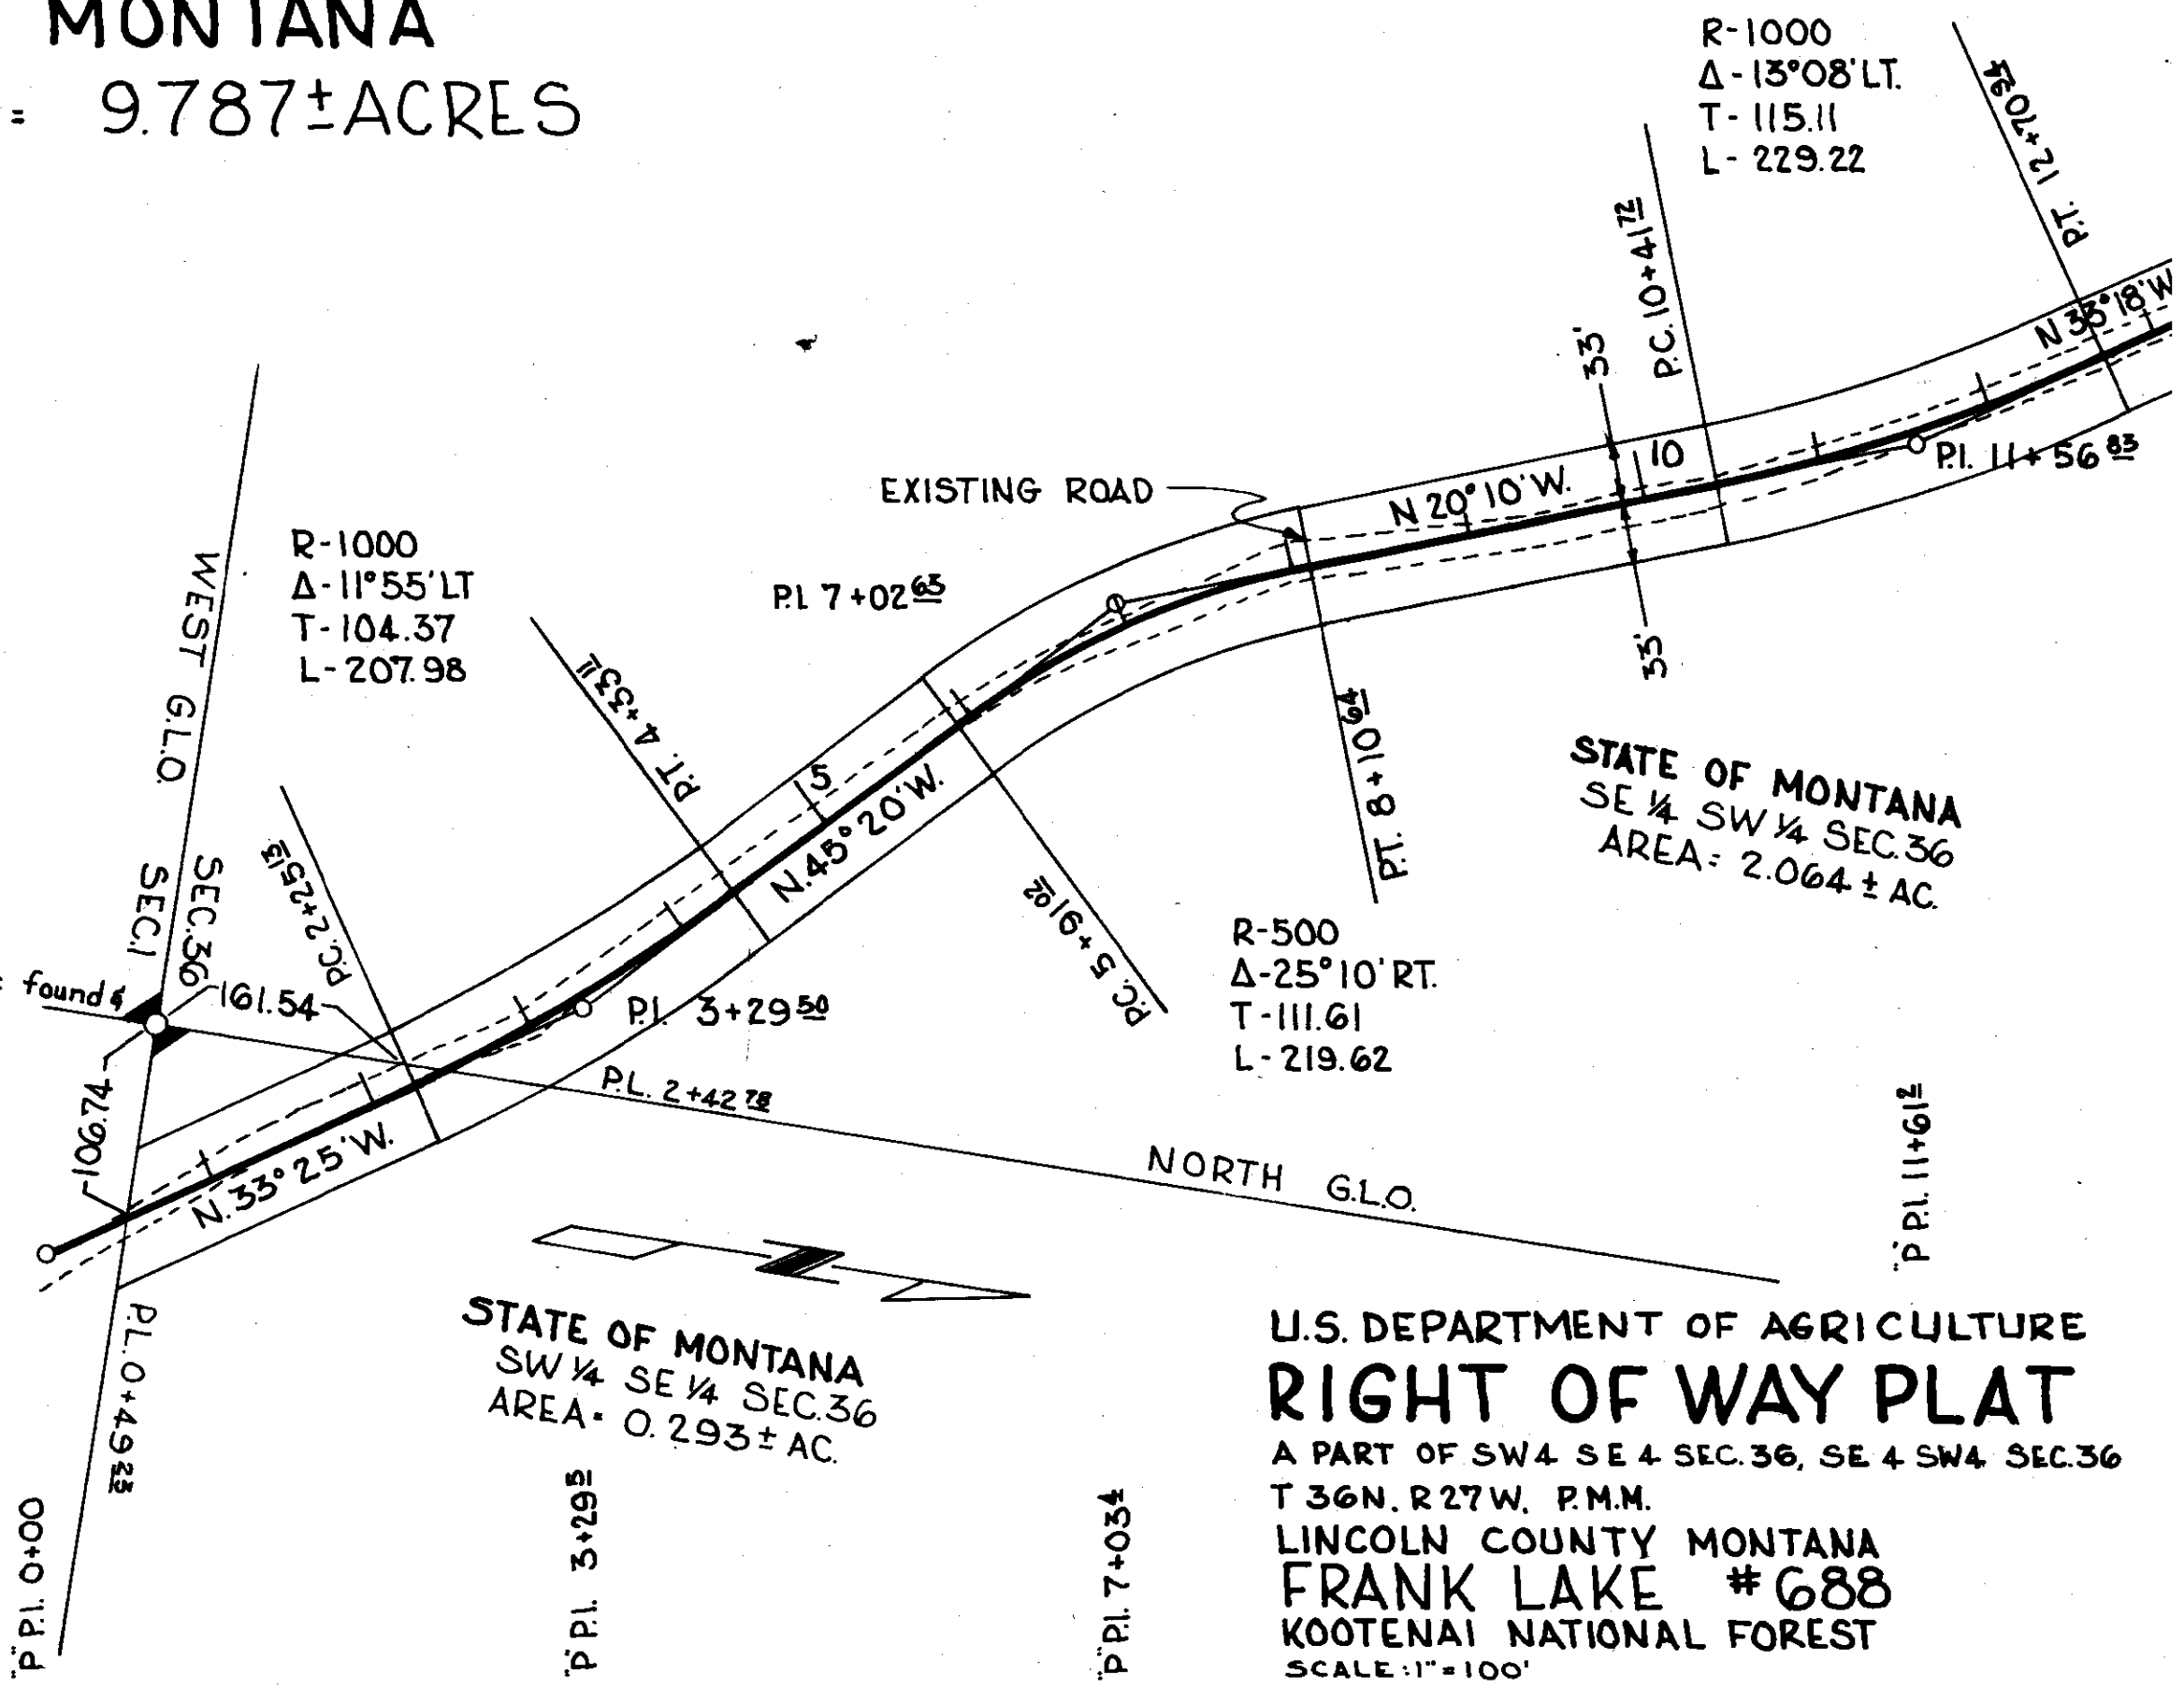 MONTANA
= 9.787±ACRES
R-1000
Δ-13°08'LT.
T-115.11
L-229.22
P.T. 12+70 94
P.C. 10+41 72
33'
N 33°18'W
10
P.I. 11+56 83
N 20°10'W.
EXISTING ROAD
33'
R-1000
Δ-11°55'LT
T-104.37
L-207.98
P.I. 7+02 63
WEST G.L.O.
P.T. 4+33 11
5
N.45°20'W.
P.T. 8+10 64
STATE OF MONTANA
SE 1/4 SW 1/4 SEC.36
AREA= 2.064 ± AC.
SEC.36
SEC.1
P.C. 2+25 13
P.C. 5+91 02
R-500
Δ-25°10'RT.
T-111.61
L-219.62
found &
161.54
P.I. 3+29 50
106.74
P.L. 2+42 78
N.33°25'W.
NORTH G.L.O.
"P" P.I. 11+61 2
P.L. 0+49 23
STATE OF MONTANA
SW 1/4 SE 1/4 SEC.36
AREA= 0.293± AC.
"P" P.I. 0+00
"P" P.I. 3+29 5
"P" P.I. 7+03 4
U.S. DEPARTMENT OF AGRICULTURE
RIGHT OF WAY PLAT
A PART OF SW4 SE4 SEC.36, SE4 SW4 SEC.36
T 36N. R27W. P.M.M.
LINCOLN COUNTY MONTANA
FRANK LAKE #688
KOOTENAI NATIONAL FOREST
SCALE: 1"=100'